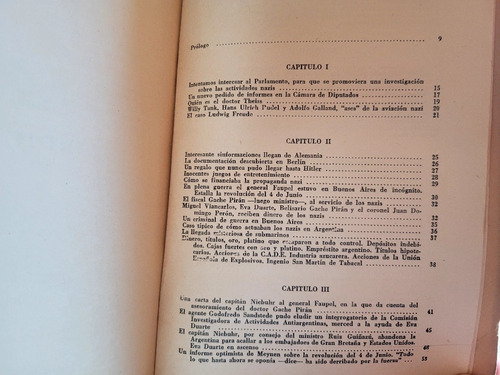 Prólogo 9
CAPITULO I
Intentamos interesar al Parlamento, para que se promoviera una investigación
sobre las actividades nazis 15
Un nuevo pedido de informes en la Cámara de Diputados 17
Quién es el doctor Theiss 19
Willy Tank, Hans Ulrich Rudel y Adolfo Galland, "ases" de la aviación nazi 20
El caso Ludwig Freude 21
CAPITULO II
Interesante sinformaciones llegan de Alemania 25
La documentación descubierta en Berlín 25
Un regalo que nunca pudo llegar hasta Hitler 26
Inocentes juegos de entretenimiento 27
Cómo se financiaba la propaganda nazi
En plena guerra el general Faupel estuvo en Buenos Aires de incógnito.
Estalla la revolución del 4 de Junio
El fiscal Gache Pirán —luego ministro—, al servicio de los nazis
Miguel Viancarlos, Eva Duarte, Belisario Gache Pirán y el coronel Juan Do-
mingo Perón, reciben dinero de los nazis
Un criminal de guerra en Buenos Aires
Caso típico de cómo actuaban los nazis en Argentina
La llegada de submarinos 37
Dinero, títulos, oro, platino que escaparon a todo control. Depósitos indebi-
dos. Cajas fuertes con oro y platino. Empréstito argentino. Títulos hipote-
carios. Acciones de la C.A.D.E. Industria azucarera. Acciones de la Unión
Española de Explosivos. Ingenio San Martín de Tabacal 38
CAPITULO III
Una carta del capitán Niebuhr al general Faupel, en la que da cuenta del
asesoramiento del doctor Gache Pirán 41
El agente Godofredo Sandstede pudo eludir un interrogatorio de la Comisión
Investigadora de Actividades Antiargentinas, merced a la ayuda de Eva
Duarte
El capitán Niebuhr, por consejo del ministro Ruiz Guiñazú, abandona la
Argentina para acallar a los embajadores de Gran Bretaña y Estados Unidos.
Eva Duarte en ascenso
Un informe optimista de Meynen sobre la revolución del 4 de Junio. "Todo
lo que hasta ahora se oponía —dice— ha sido derribado por la fuerza"